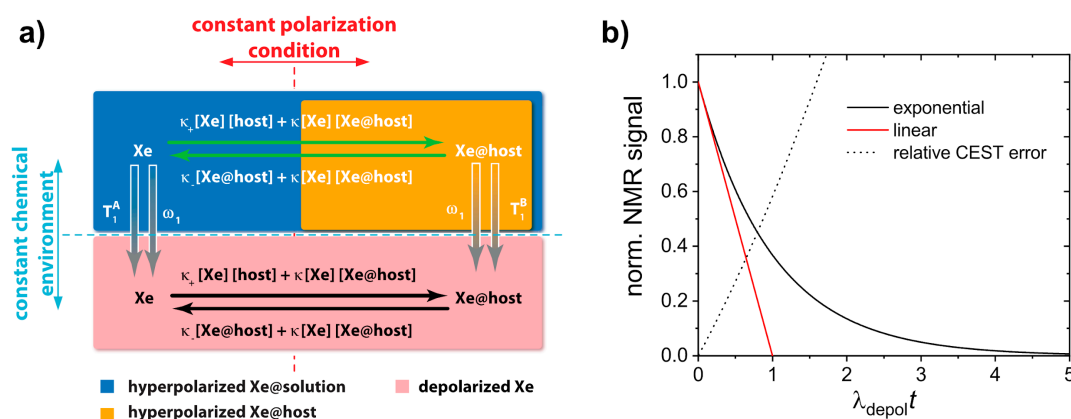 a)
constant polarization
condition
constant chemical
environment
κ₊[Xe] [host] + κ[Xe] [Xe@host]
Xe
Xe@host
κ₋[Xe@host] + κ[Xe] [Xe@host]
T₁ᴬ
ω₁
ω₁
T₁ᴮ
κ₊[Xe] [host] + κ[Xe] [Xe@host]
Xe
Xe@host
κ₋[Xe@host] + κ[Xe] [Xe@host]
hyperpolarized Xe@solution
depolarized Xe
hyperpolarized Xe@host
b)
norm. NMR signal
1.0
0.8
0.6
0.4
0.2
0.0
exponential
linear
relative CEST error
0 1 2 3 4 5
λdepol t